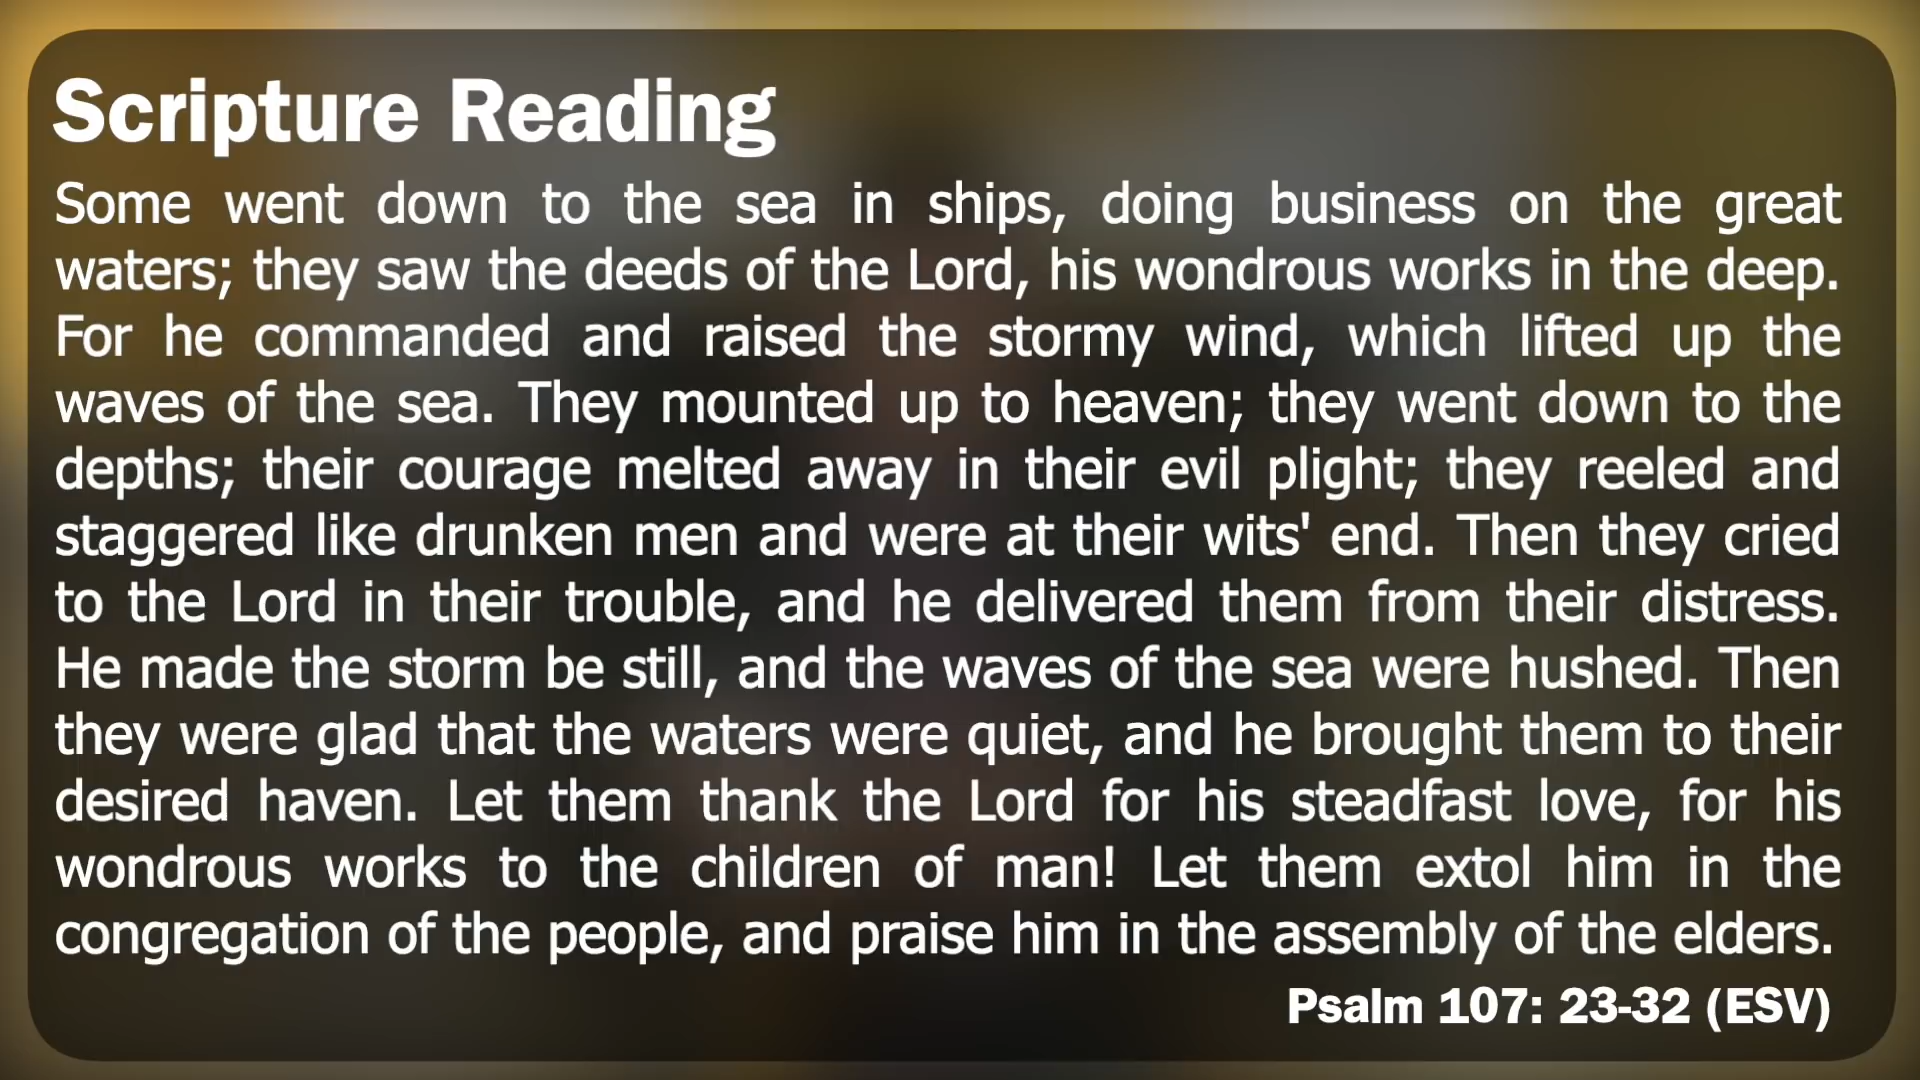 Scripture Reading
Some went down to the sea in ships, doing business on the great
waters; they saw the deeds of the Lord, his wondrous works in the deep.
For he commanded and raised the stormy wind, which lifted up the
waves of the sea. They mounted up to heaven; they went down to the
depths; their courage melted away in their evil plight; they reeled and
staggered like drunken men and were at their wits' end. Then they cried
to the Lord in their trouble, and he delivered them from their distress.
He made the storm be still, and the waves of the sea were hushed. Then
they were glad that the waters were quiet, and he brought them to their
desired haven. Let them thank the Lord for his steadfast love, for his
wondrous works to the children of man! Let them extol him in the
congregation of the people, and praise him in the assembly of the elders.
Psalm 107: 23-32 (ESV)